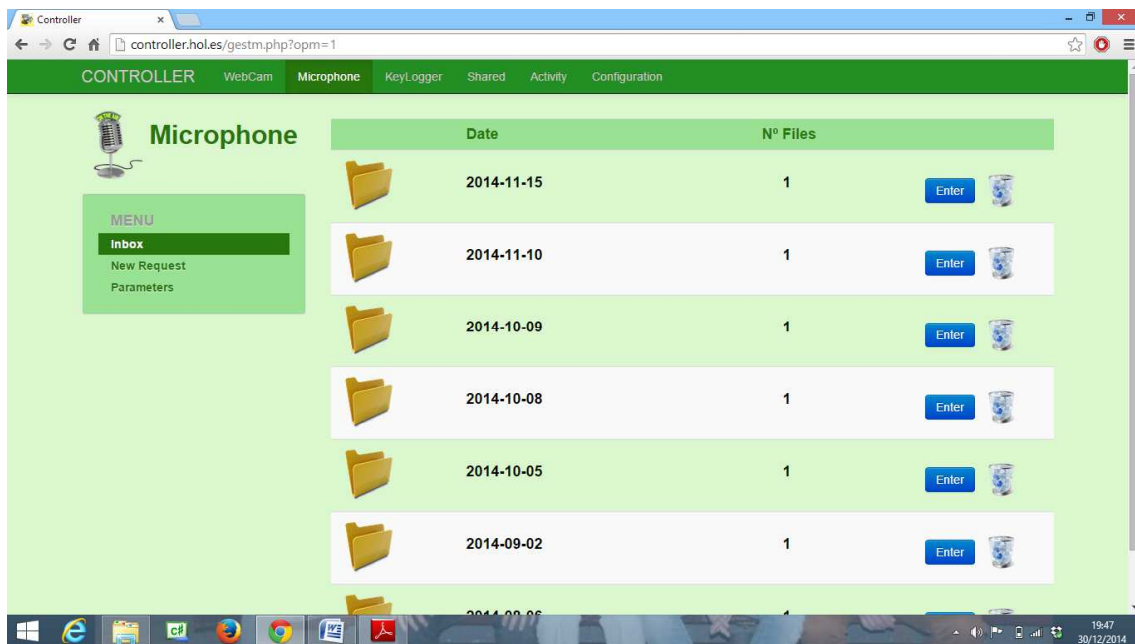 Controller
controller.hol.es/gestm.php?opm=1
CONTROLLER WebCam Microphone KeyLogger Shared Activity Configuration
Microphone
MENU
Inbox
New Request
Parameters
Date Nº Files
2014-11-15 1 Enter
2014-11-10 1 Enter
2014-10-09 1 Enter
2014-10-08 1 Enter
2014-10-05 1 Enter
2014-09-02 1 Enter
C#
W
19:47
30/12/2014